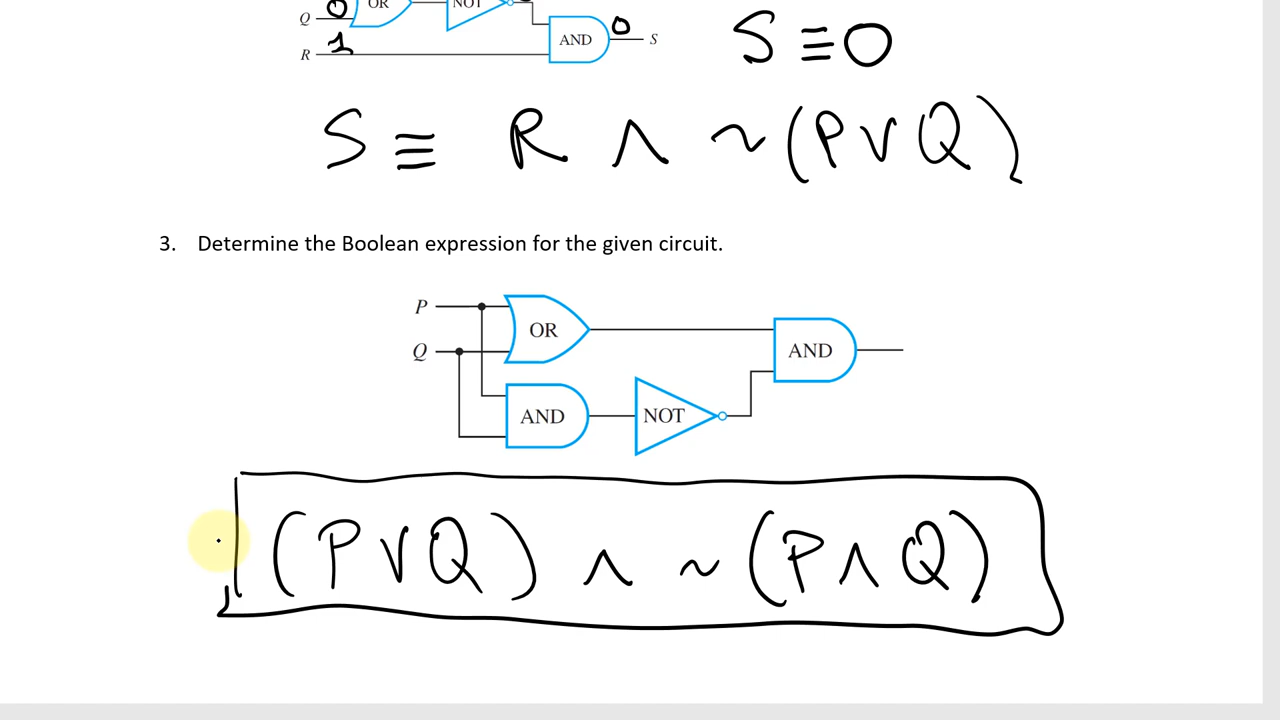 Q 0 OR NOT
AND 0 S S ≡ 0
R 1
S ≡ R ∧ ~(P ∨ Q)
3. Determine the Boolean expression for the given circuit.
P
OR
Q AND
AND NOT
(P ∨ Q) ∧ ~(P ∧ Q)